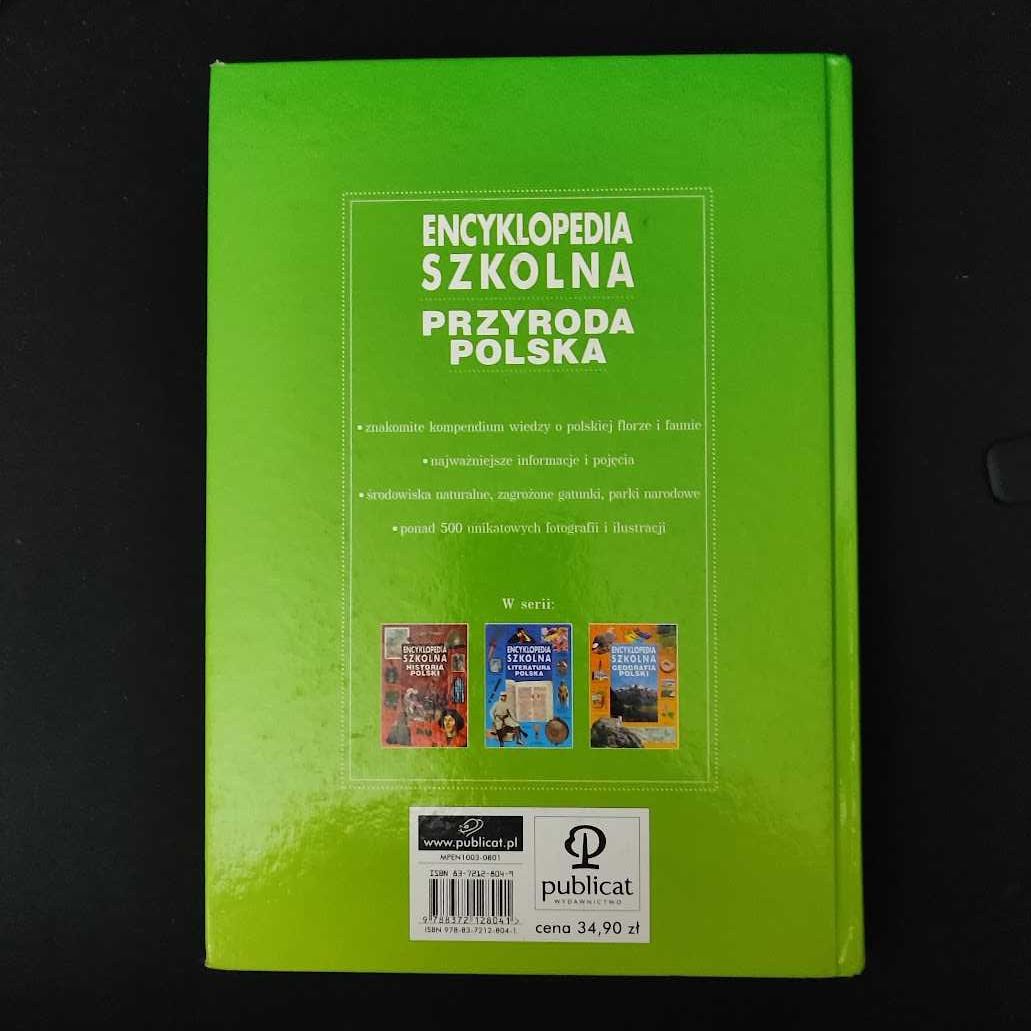 ENCYKLOPEDIA
SZKOLNA
PRZYRODA
POLSKA
• znakomite kompendium wiedzy o polskiej florze i faunie
• najważniejsze informacje i pojęcia
• środowiska naturalne, zagrożone gatunki, parki narodowe
• ponad 500 unikatowych fotografii i ilustracji
W serii:
ENCYKLOPEDIA
SZKOLNA
HISTORIA
POLSKI
ENCYKLOPEDIA
SZKOLNA
LITERATURA
POLSKA
ENCYKLOPEDIA
SZKOLNA
GEOGRAFIA
POLSKI
www.publicat.pl
MPEN1003-0801
ISBN 83-7212-804-9
9788372128041
ISBN 978-83-7212-804-1
publicat
WYDAWNICTWO
cena 34,90 zł